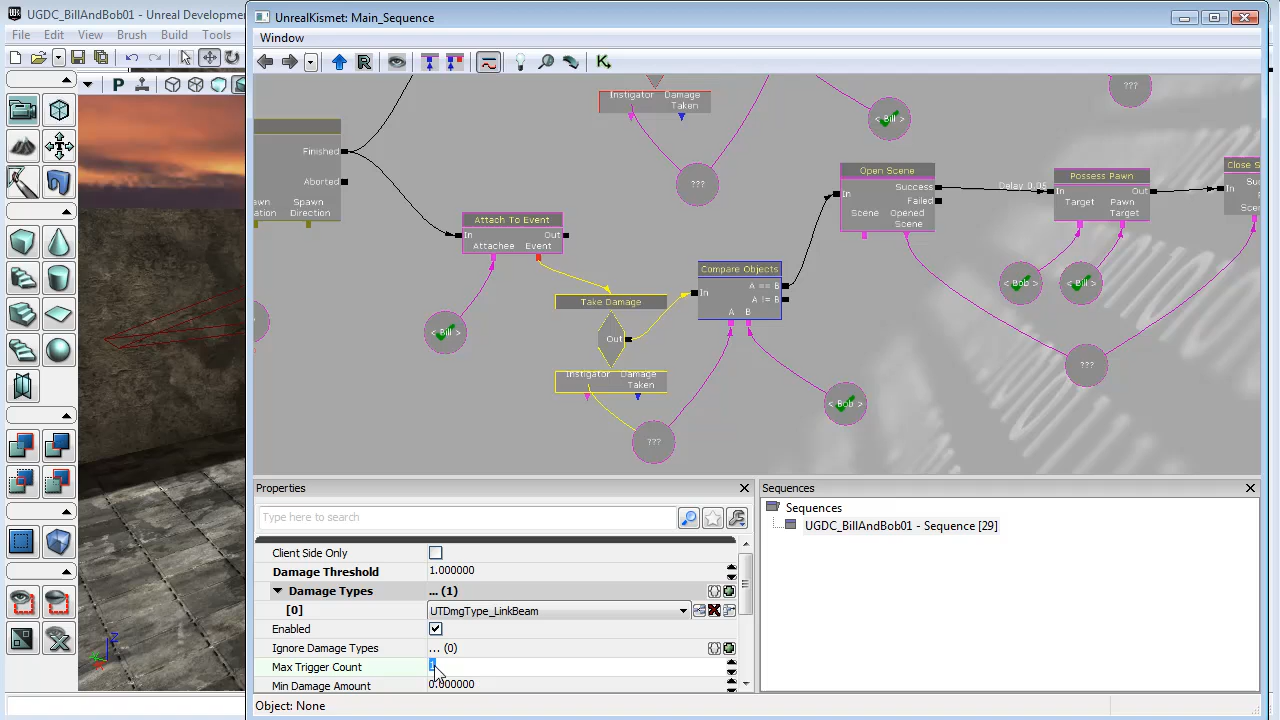 UGDC_BillAndBob01 - Unreal Developme
UnrealKismet: Main_Sequence
File Edit View Brush Build Tools
Window
Instigator Damage
Taken
< Bill >
???
Finished
Aborted
Spawn
Direction
Attach To Event
In Out
Attachee Event
< Bill >
Take Damage
Out
Instigator Damage
Taken
???
Compare Objects
In A == B
A != B
A B
< Bob >
Open Scene
In Success
Failed
Scene Opened
Scene
Possess Pawn
In Out
Target Pawn
Target
< Bob > < Bill >
???
Close S
In
Properties
Type here to search
Client Side Only
Damage Threshold 1.000000
Damage Types ... (1)
[0] UTDmgType_LinkBeam
Enabled
Ignore Damage Types ... (0)
Max Trigger Count 1
Min Damage Amount 0.000000
Sequences
Sequences
UGDC_BillAndBob01 - Sequence [29]
Object: None